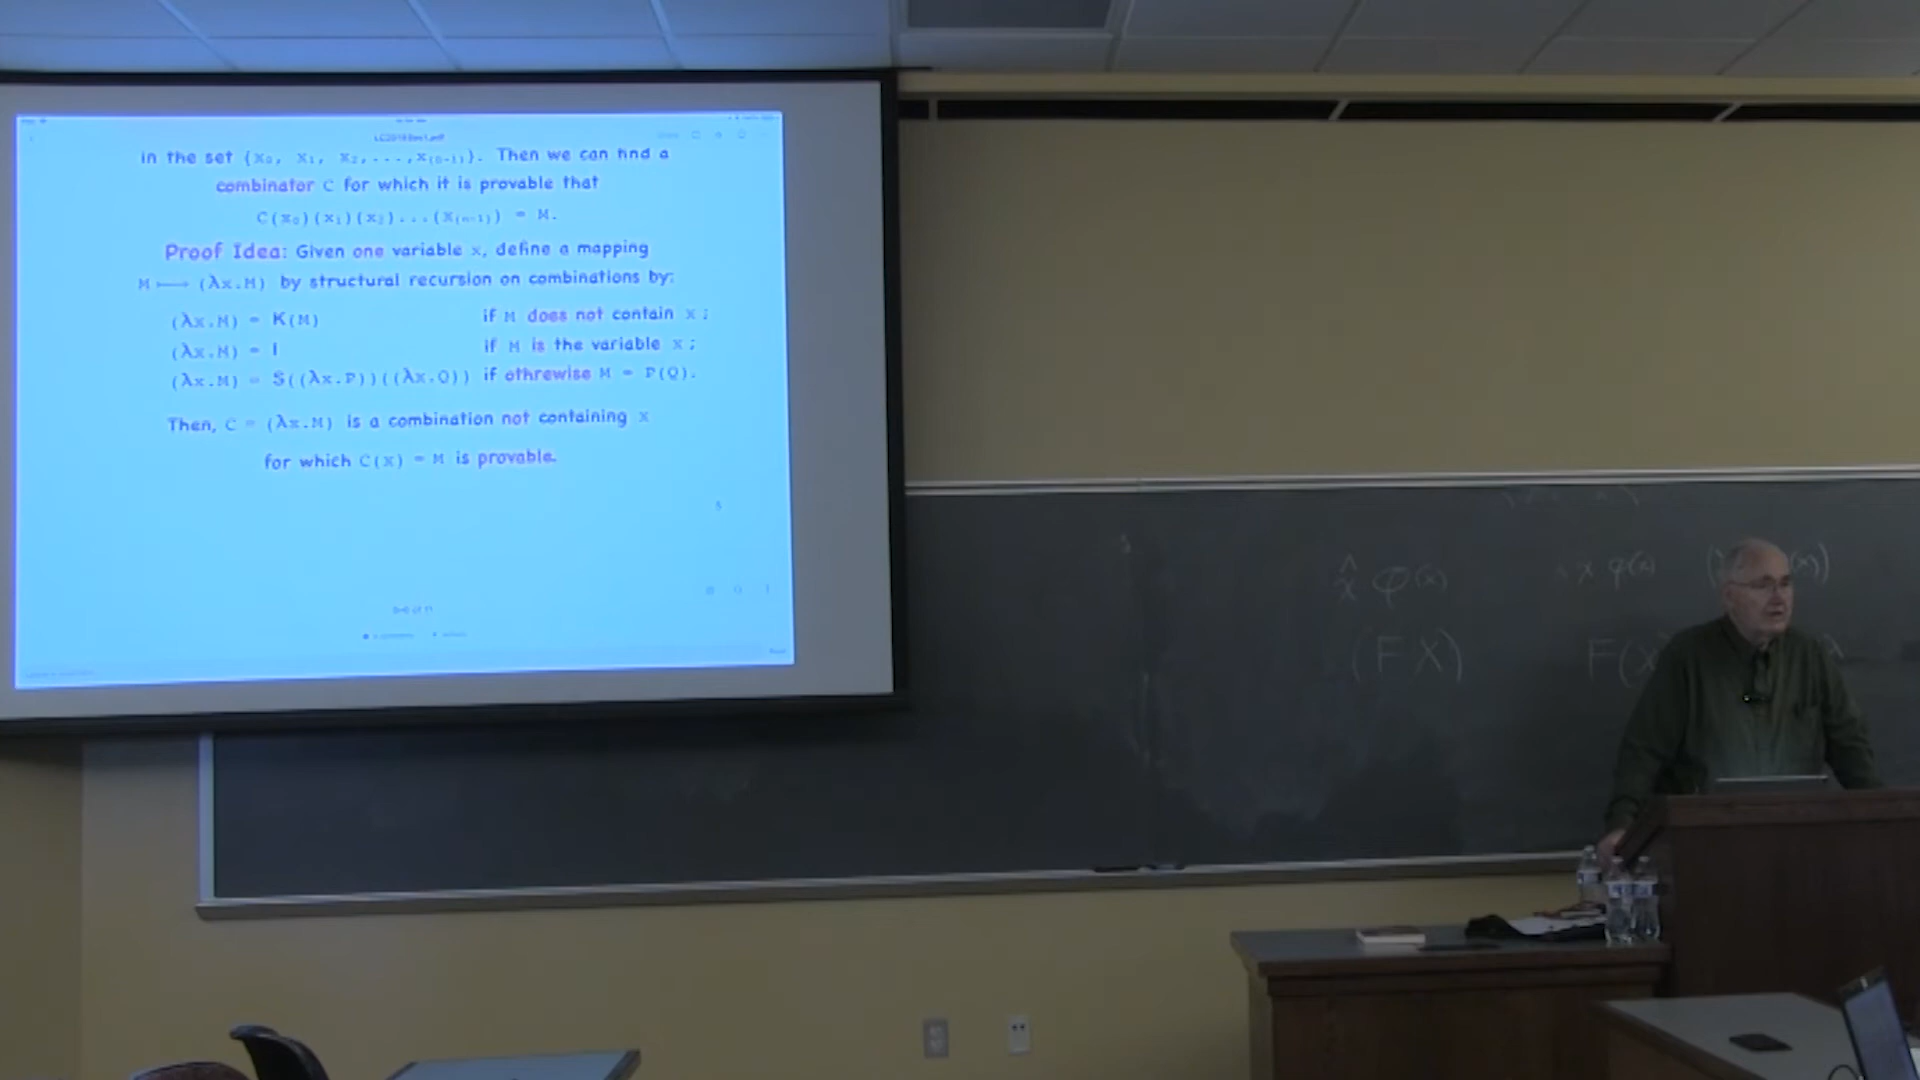 in the set {x₀, x₁, x₂,...,x₍ₙ₋₁₎}. Then we can find a
combinator C for which it is provable that
C(x₀)(x₁)(x₂)...(x₍ₙ₋₁₎) = M.
Proof Idea: Given one variable x, define a mapping
M ⟼ (λx.M) by structural recursion on combinations by:
(λx.M) = K(M) if M does not contain x ;
(λx.M) = I if M is the variable x ;
(λx.M) = S((λx.P))((λx.Q)) if othrewise M = P(Q).
Then, C = (λx.M) is a combination not containing x
for which C(x) = M is provable.
5
x̂ φ(x) x φ(x) (x)
(FX) F(X